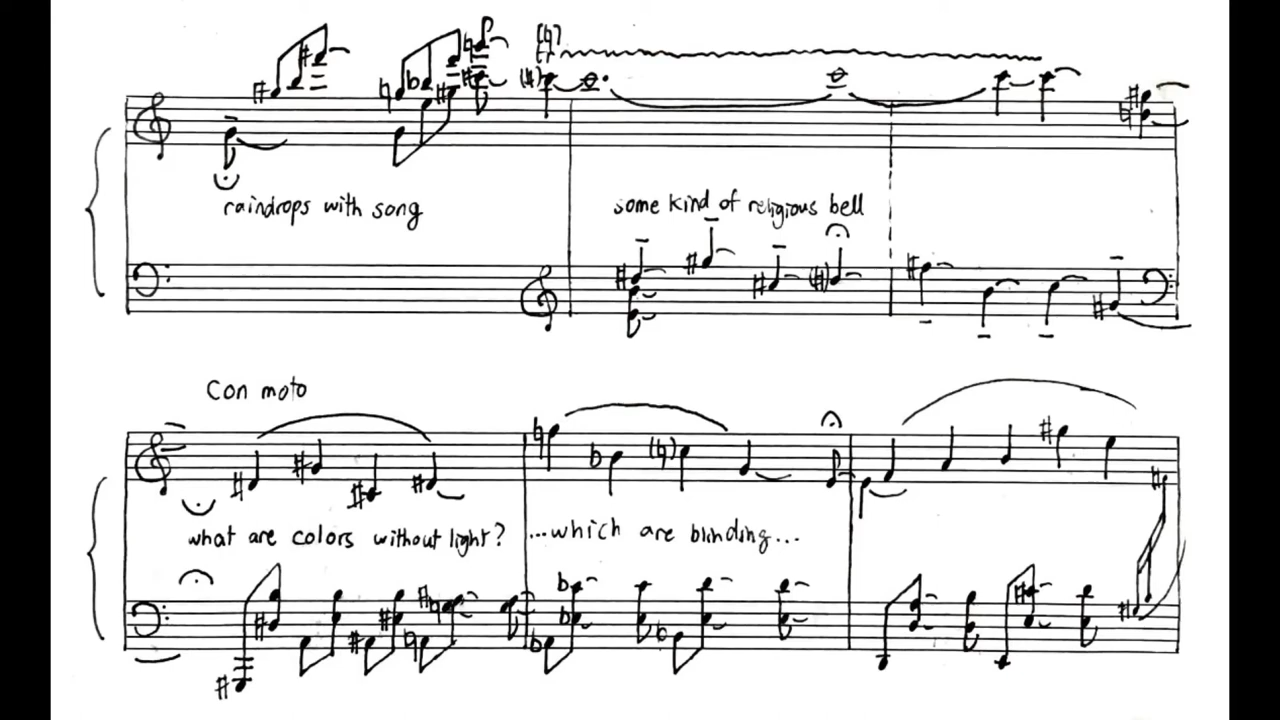 raindrops with song
some kind of religious bell
Con moto
what are colors without light?
...which are blinding...